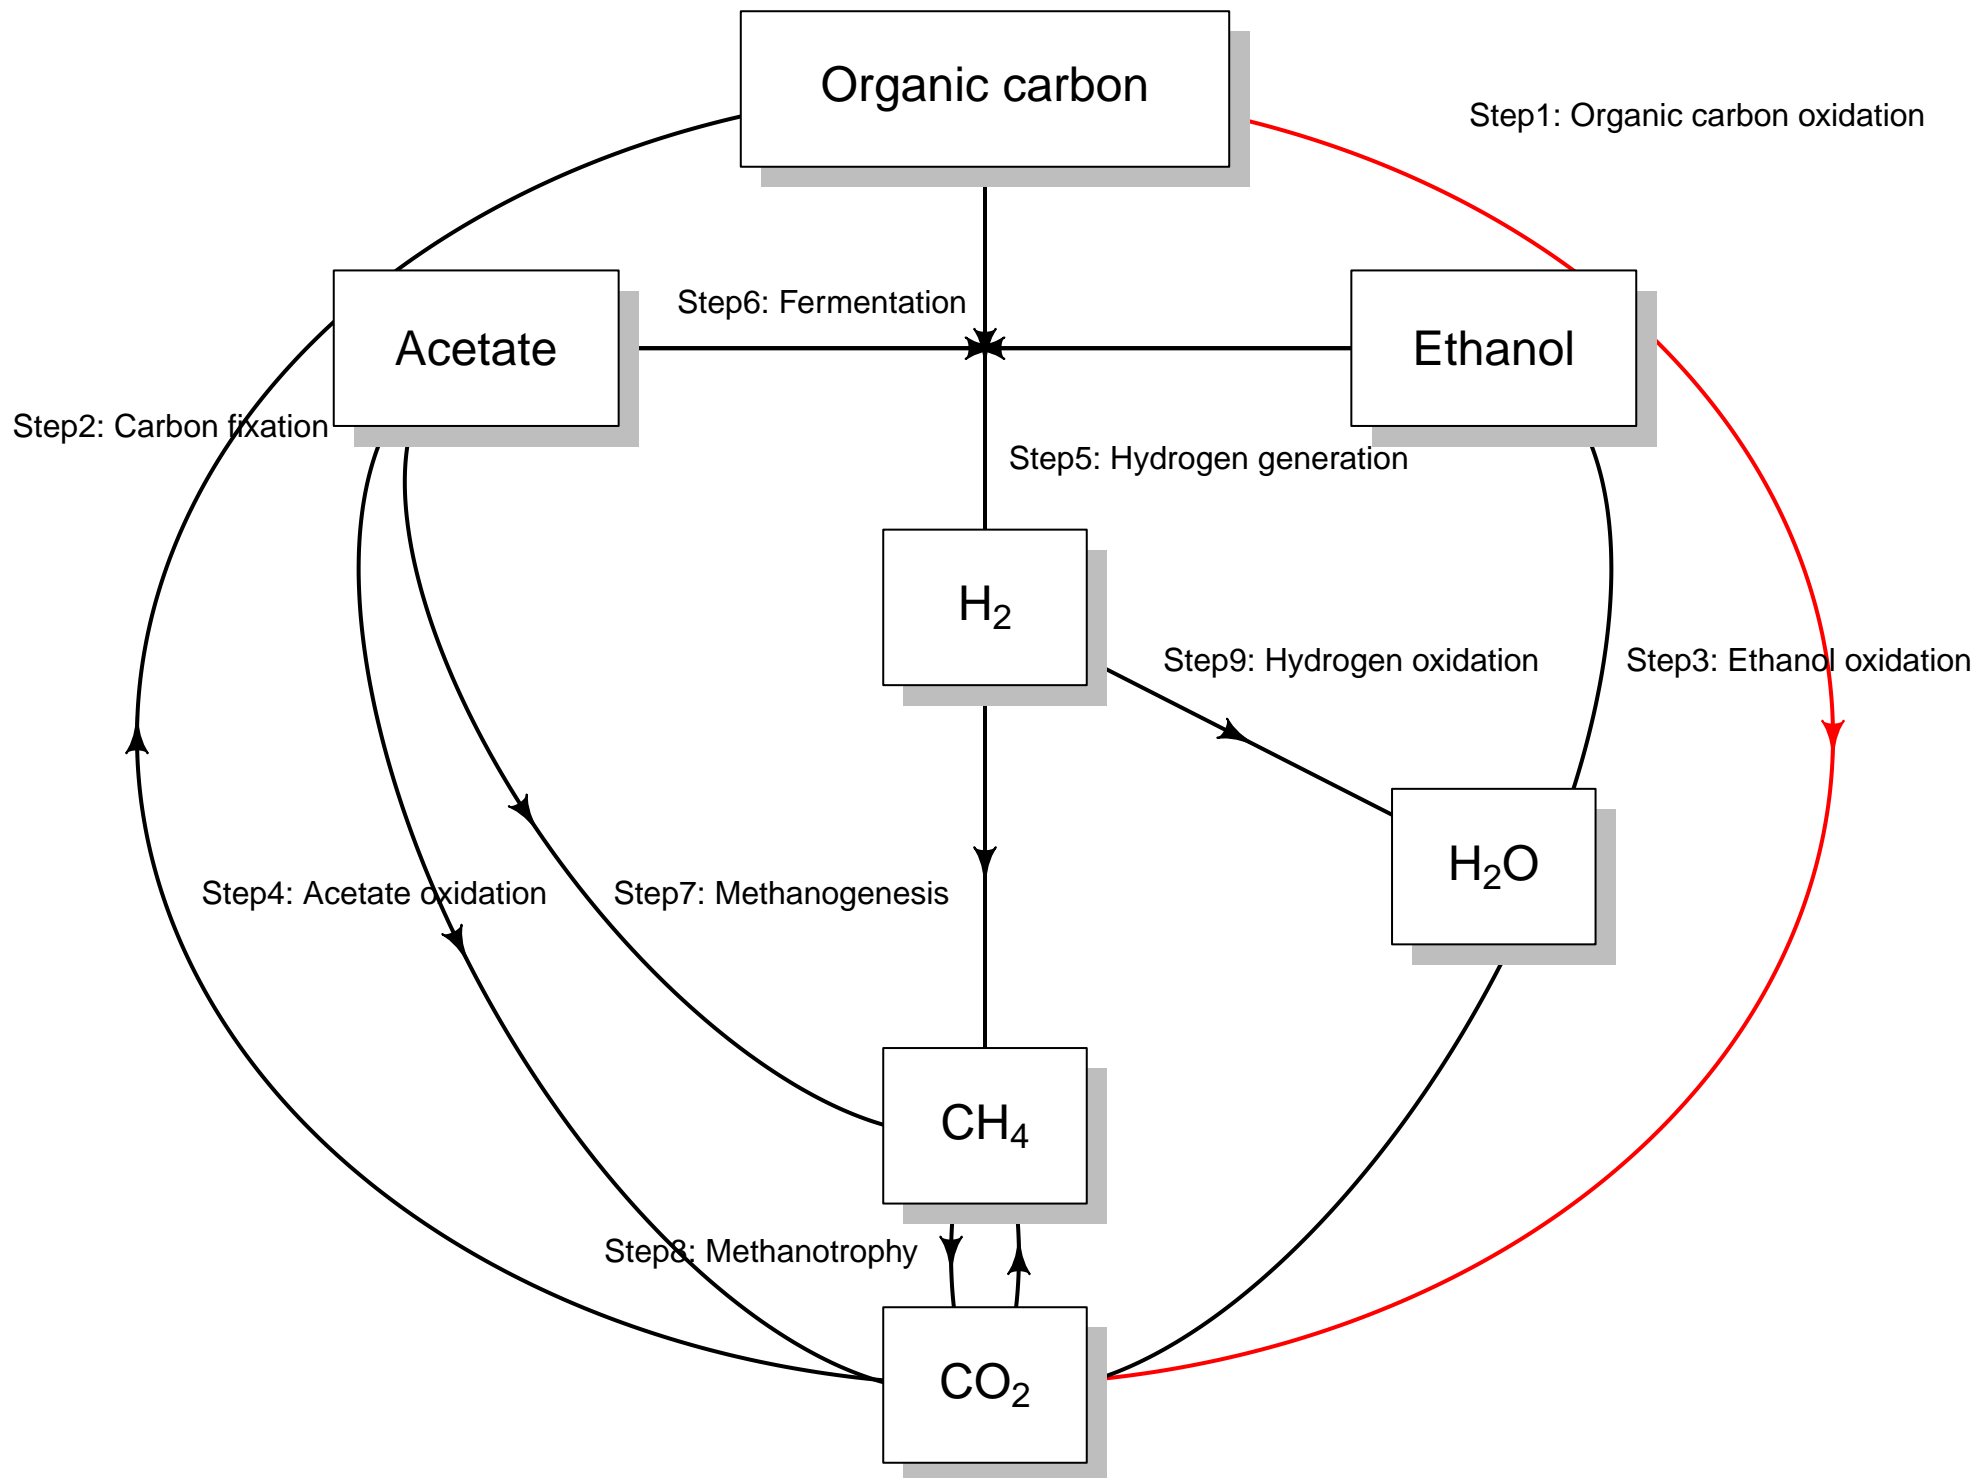 Organic carbon
Step1: Organic carbon oxidation
Step6: Fermentation
Acetate
Ethanol
Step2: Carbon fixation
Step5: Hydrogen generation
H₂
Step9: Hydrogen oxidation
Step3: Ethanol oxidation
H₂O
Step4: Acetate oxidation
Step7: Methanogenesis
CH₄
Step8: Methanotrophy
CO₂